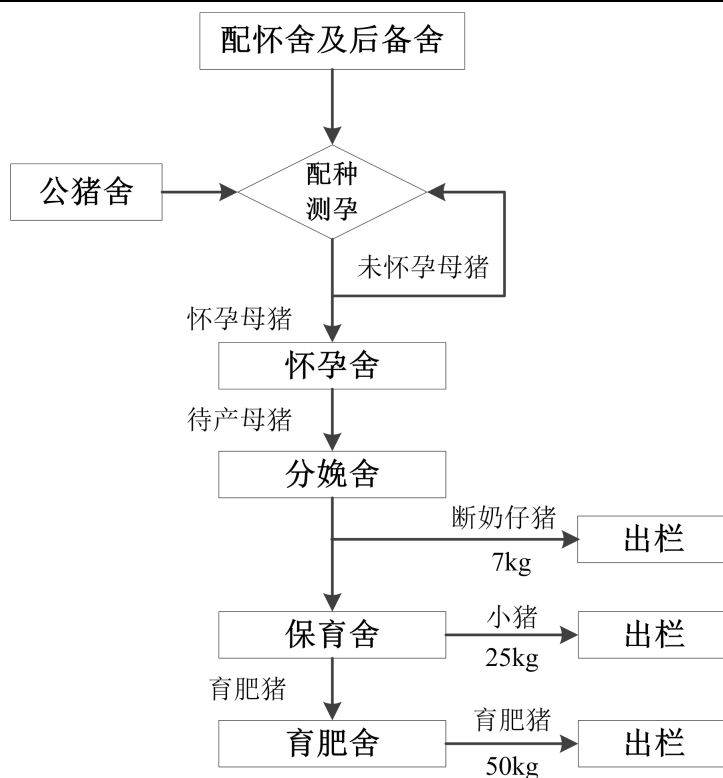 配怀舍及后备舍
公猪舍
配种
测孕
未怀孕母猪
怀孕母猪
怀孕舍
待产母猪
分娩舍
断奶仔猪
7kg
出栏
保育舍
小猪
25kg
出栏
育肥猪
育肥舍
育肥猪
50kg
出栏